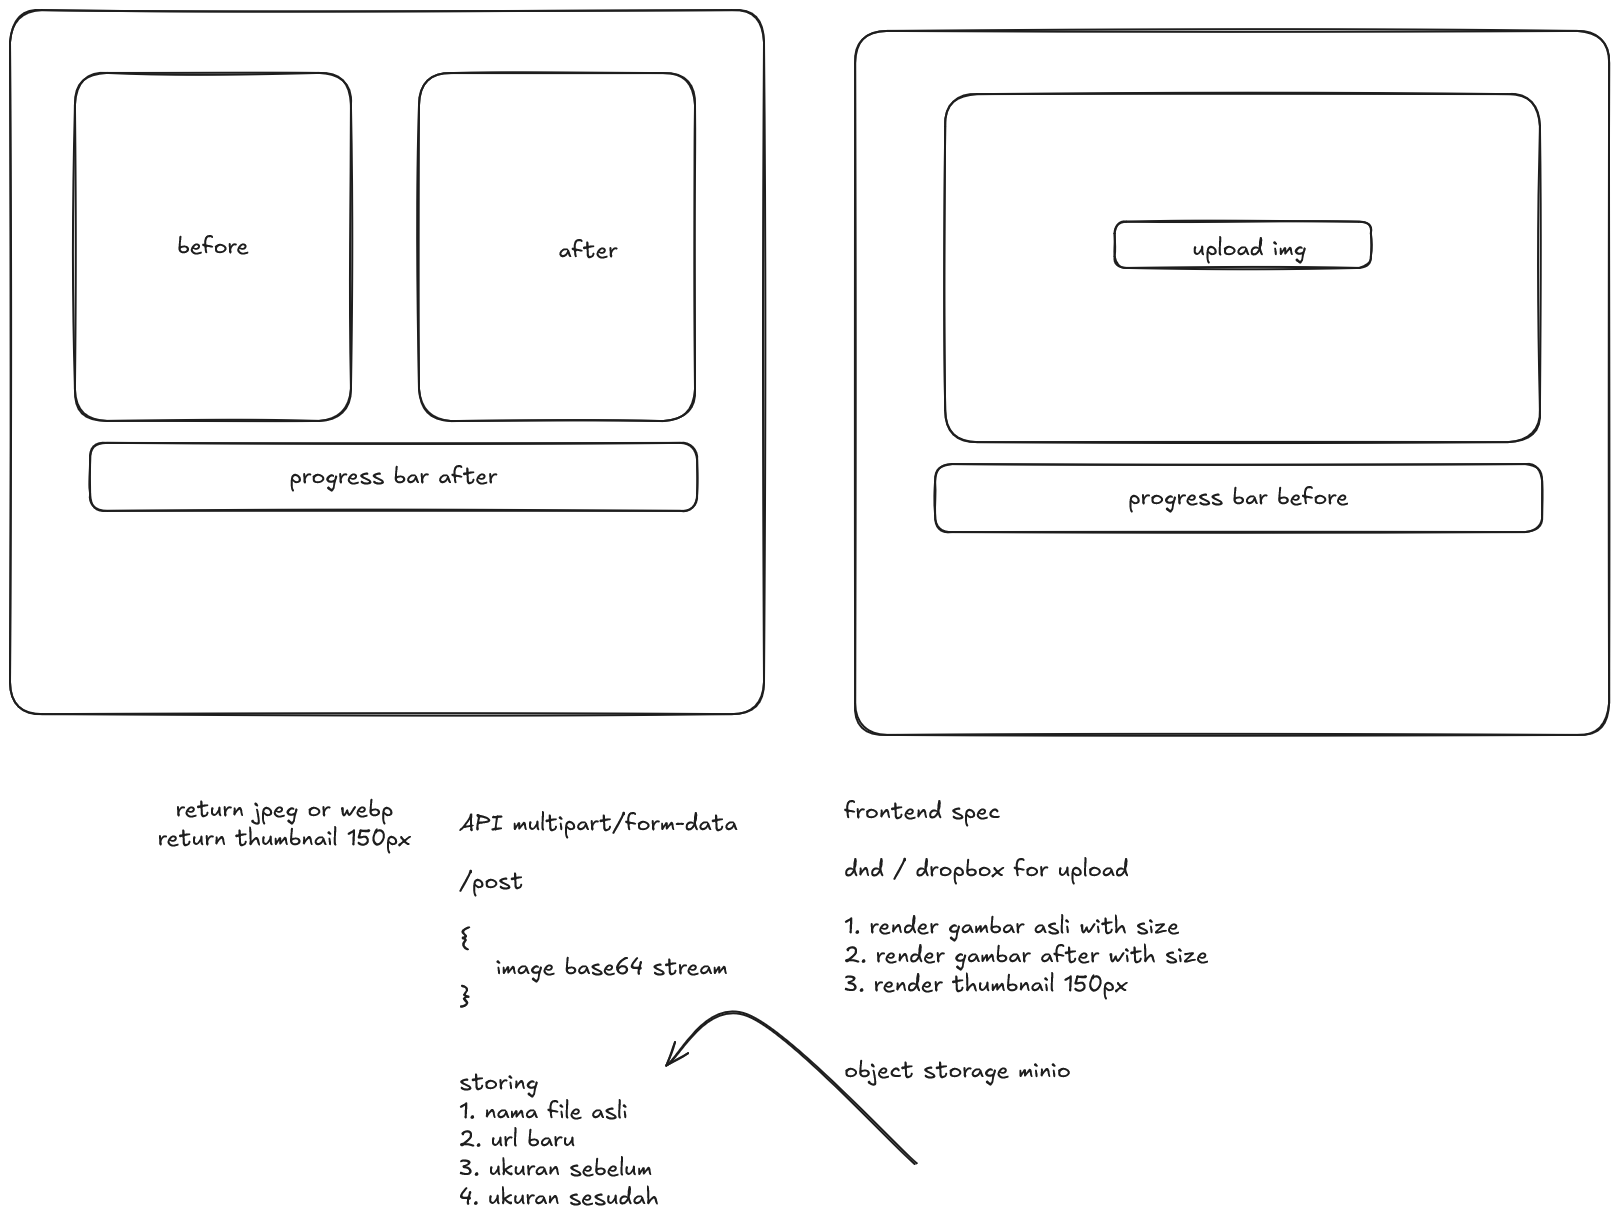 before
after
progress bar after
upload img
progress bar before
return jpeg or webp
return thumbnail 150px
API multipart/form-data
/post
{
image base64 stream
}
storing
1. nama file asli
2. url baru
3. ukuran sebelum
4. ukuran sesudah
frontend spec
dnd / dropbox for upload
1. render gambar asli with size
2. render gambar after with size
3. render thumbnail 150px
object storage minio